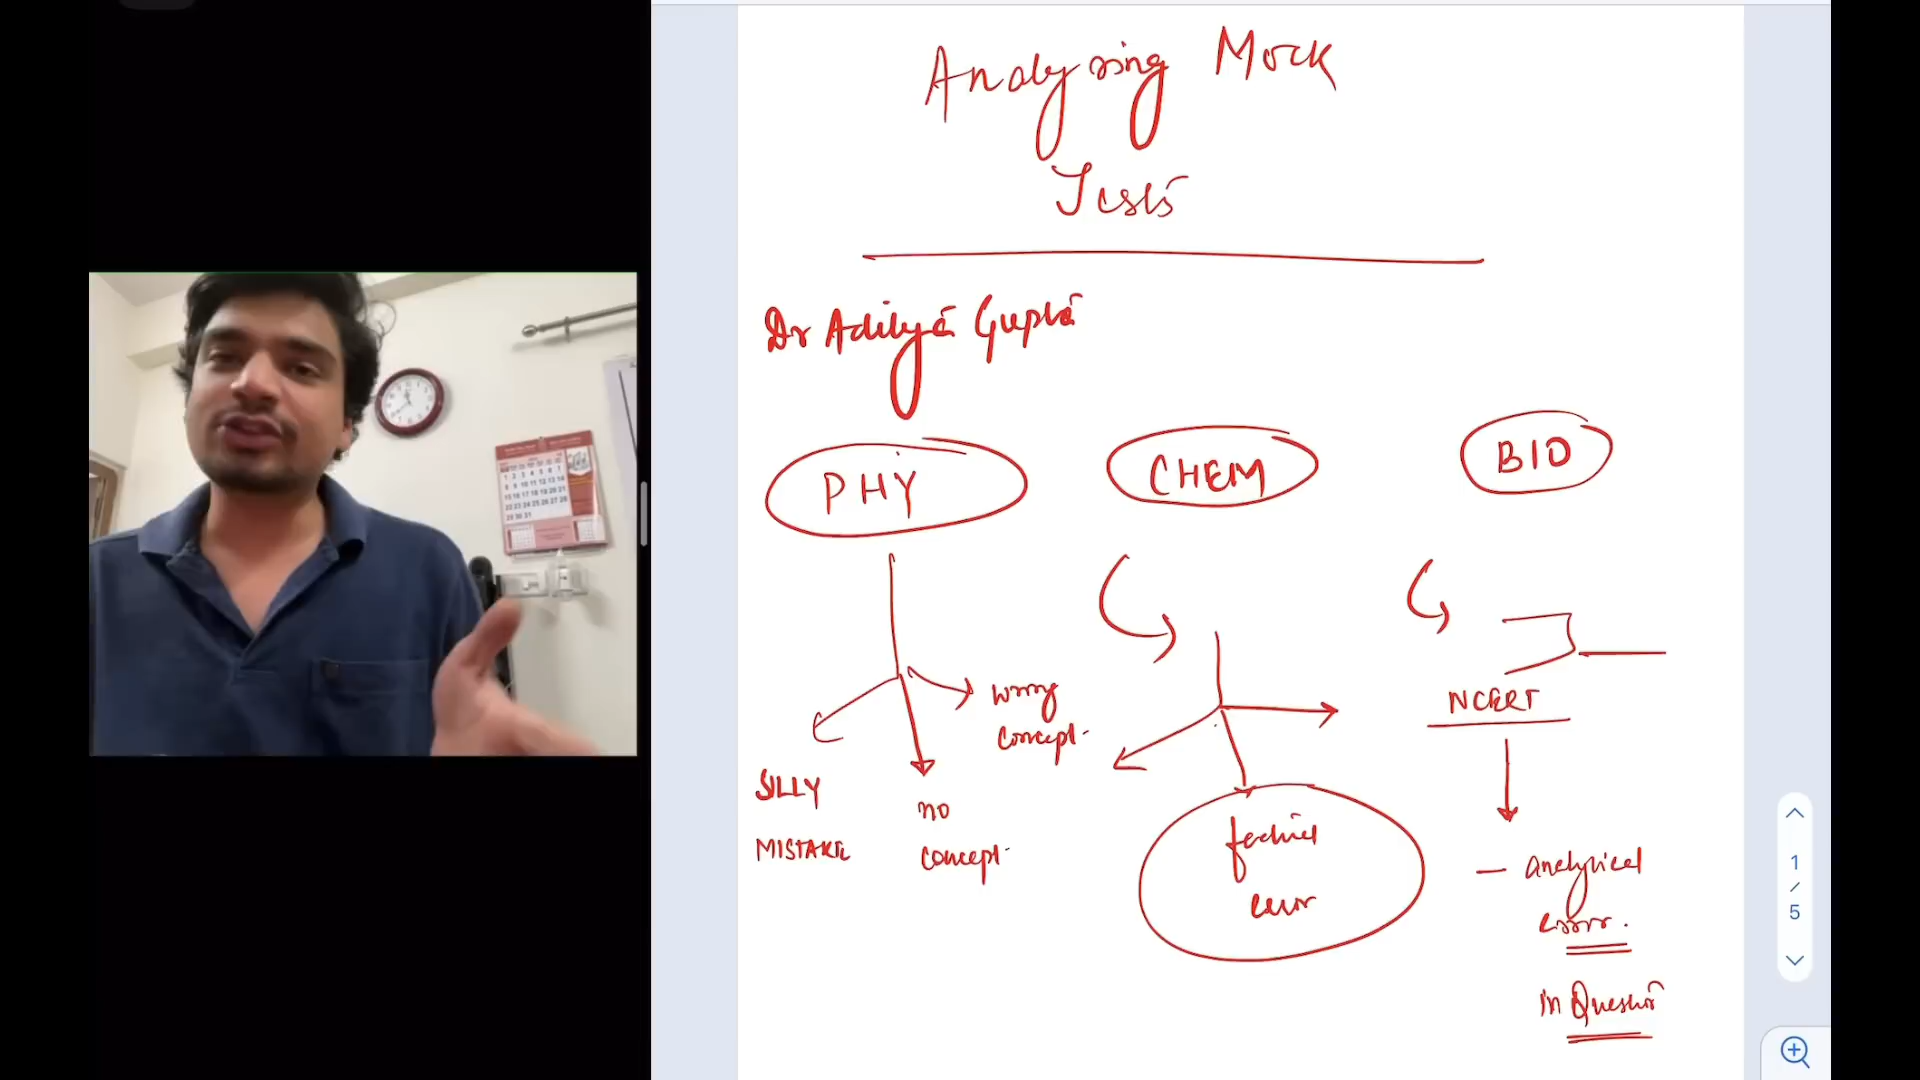 Analysing Mock
Tests
Dr Aditya Gupta
PHY
CHEM
BIO
wrong
concept.
SILLY
MISTAKE
no
concept.
factual
error
NCERT
— analytical
error.
in Question
1
/
5